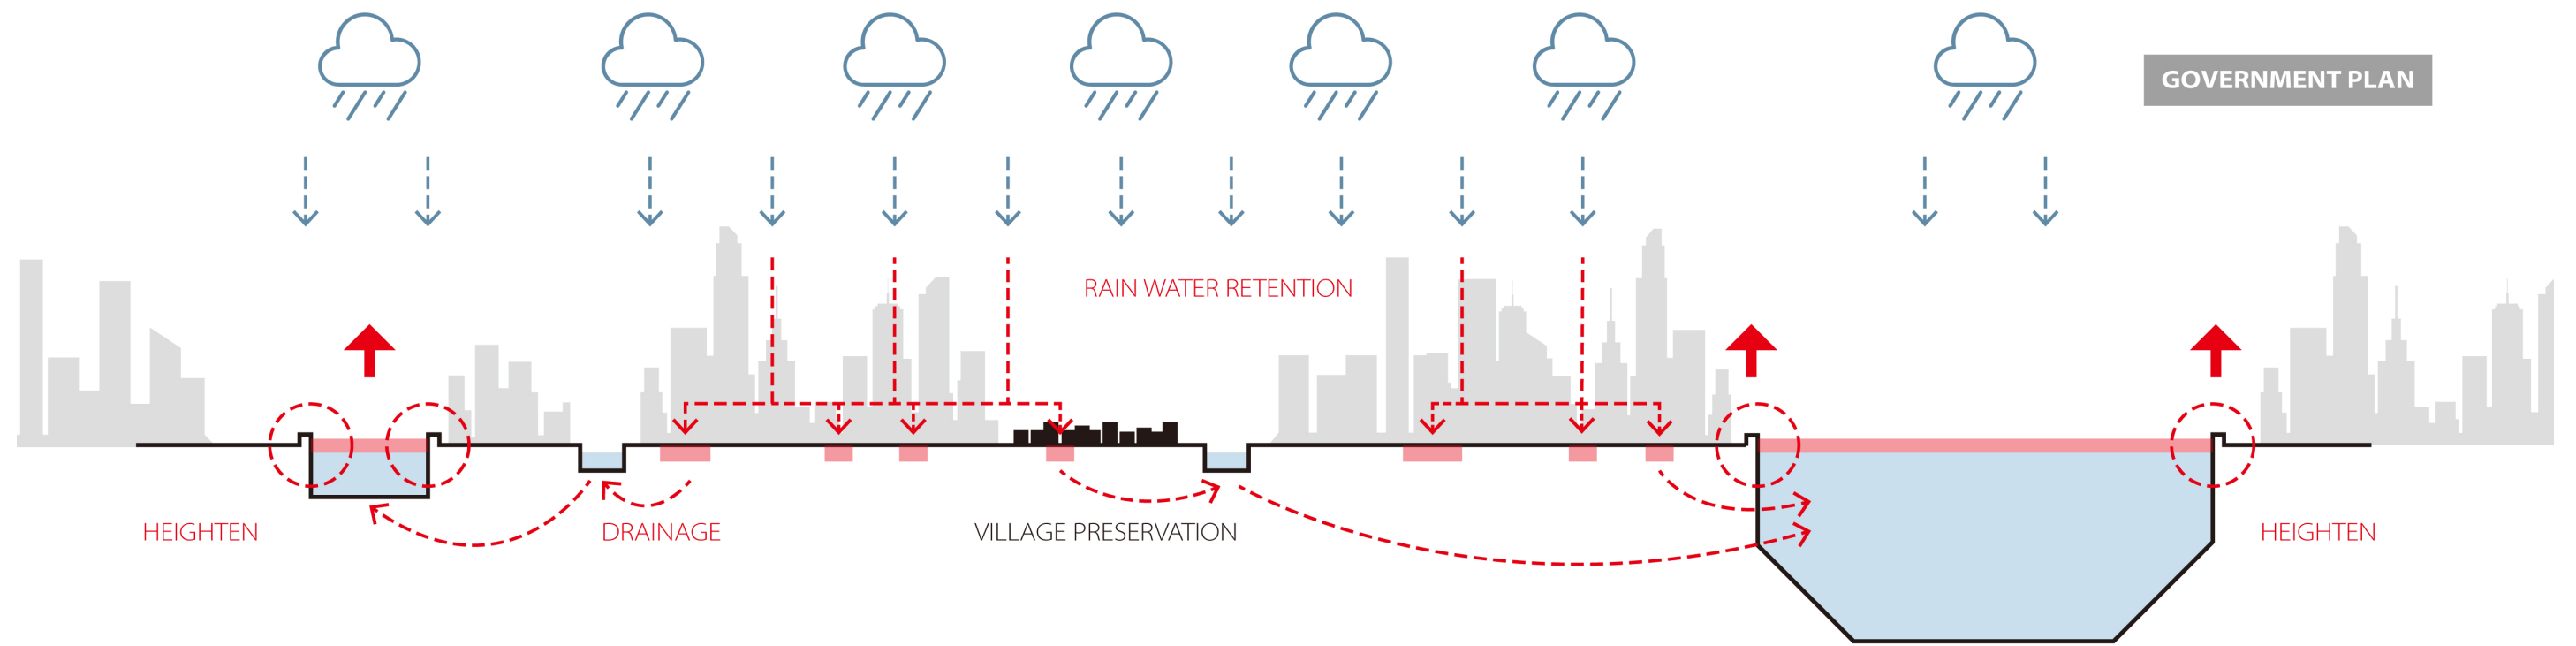 GOVERNMENT PLAN
RAIN WATER RETENTION
HEIGHTEN
DRAINAGE
VILLAGE PRESERVATION
HEIGHTEN